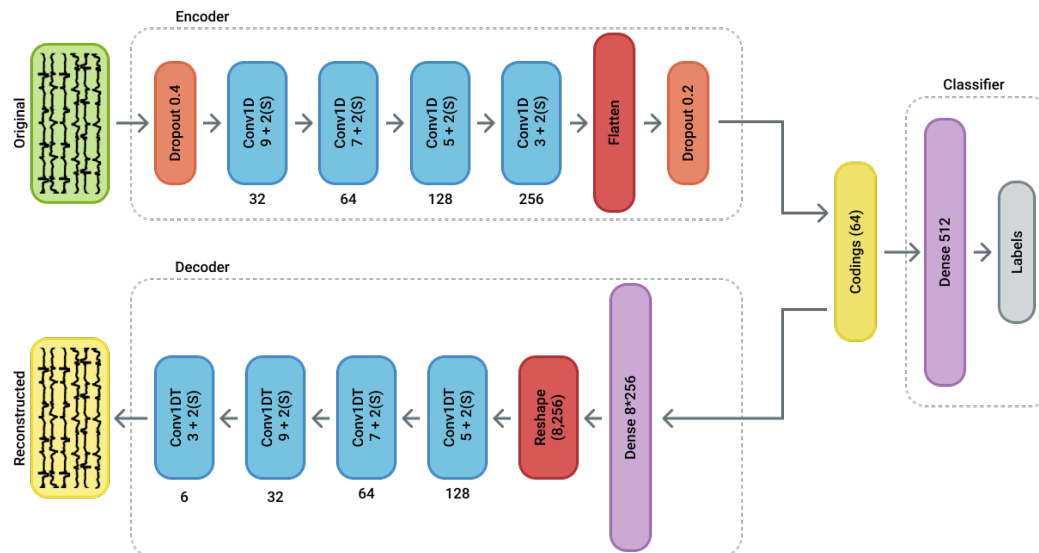 Encoder
Original
Dropout 0.4
Conv1D
9 + 2(S)
32
Conv1D
7 + 2(S)
64
Conv1D
5 + 2(S)
128
Conv1D
3 + 2(S)
256
Flatten
Dropout 0.2
Codings (64)
Classifier
Dense 512
Labels
Decoder
Dense 8*256
Reshape
(8,256)
Conv1DT
5 + 2(S)
128
Conv1DT
7 + 2(S)
64
Conv1DT
9 + 2(S)
32
Conv1DT
3 + 2(S)
6
Reconstructed